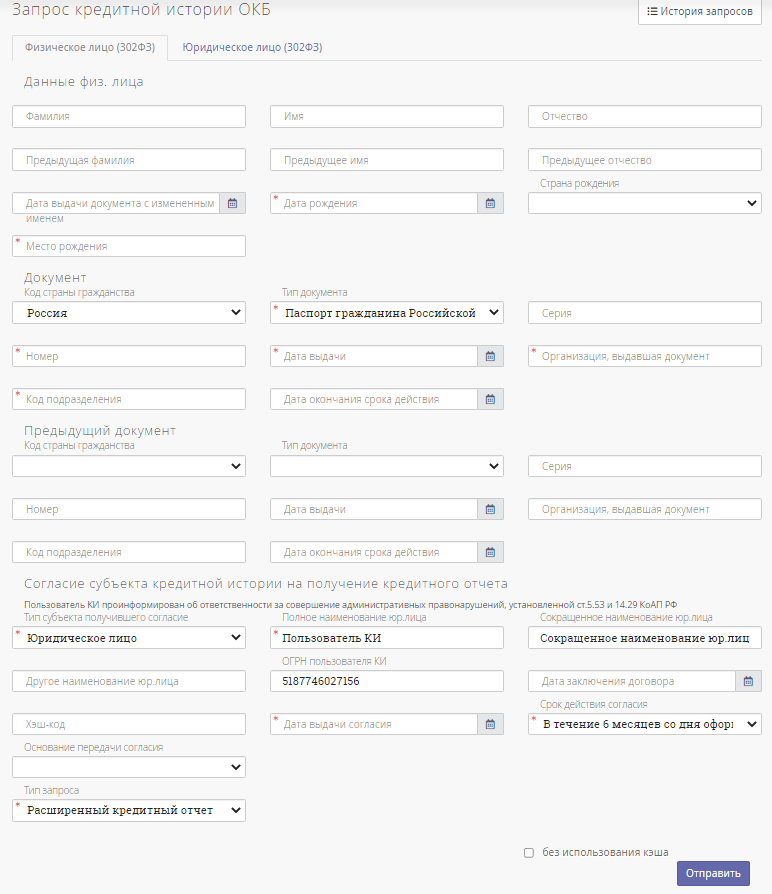 Запрос кредитной истории ОКБ
История запросов
Физическое лицо (302ФЗ) Юридическое лицо (302ФЗ)
Данные физ. лица
Фамилия Имя Отчество
Предыдущая фамилия Предыдущее имя Предыдущее отчество
Страна рождения
Дата выдачи документа с измененным * Дата рождения
именем
* Место рождения
Документ
Код страны гражданства Тип документа
Россия * Паспорт гражданина Российской Серия
* Номер * Дата выдачи * Организация, выдавшая документ
* Код подразделения Дата окончания срока действия
Предыдущий документ
Код страны гражданства Тип документа
Серия
Номер Дата выдачи Организация, выдавшая документ
Код подразделения Дата окончания срока действия
Согласие субъекта кредитной истории на получение кредитного отчета
Пользователь КИ проинформирован об ответственности за совершение административных правонарушений, установленной ст.5.53 и 14.29 КоАП РФ
Тип субъекта получившего согласие Полное наименование юр.лица Сокращенное наименование юр.лица
* Юридическое лицо * Пользователь КИ Сокращенное наименование юр.лиц
ОГРН пользователя КИ
Другое наименование юр.лица 5187746027156 Дата заключения договора
Срок действия согласия
Хэш-код * Дата выдачи согласия * В течение 6 месяцев со дня офор
Основание передачи согласия
Тип запроса
* Расширенный кредитный отчет
без использования кэша
Отправить